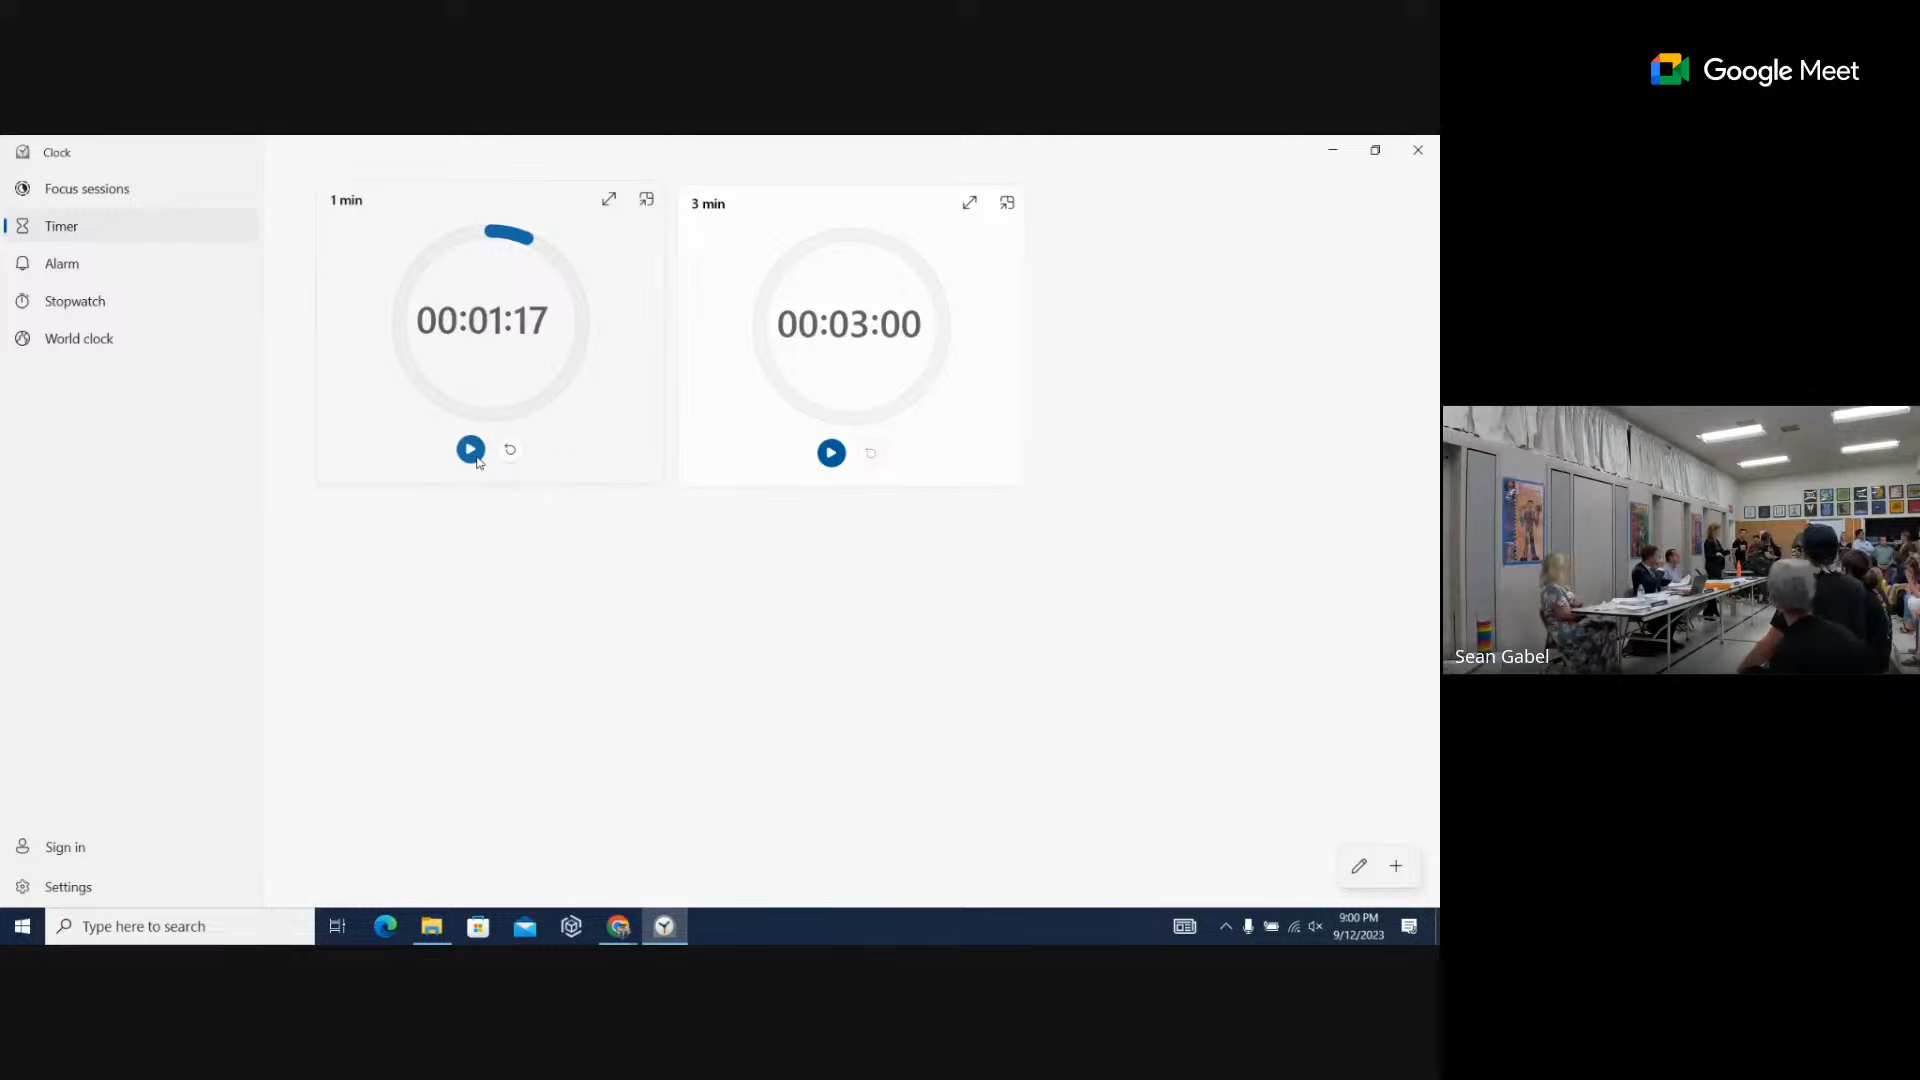 Google Meet
Clock
Focus sessions
Timer
Alarm
Stopwatch
World clock
1 min
00:01:17
3 min
00:03:00
Sean Gabel
Sign in
Settings
Type here to search
9:00 PM
9/12/2023